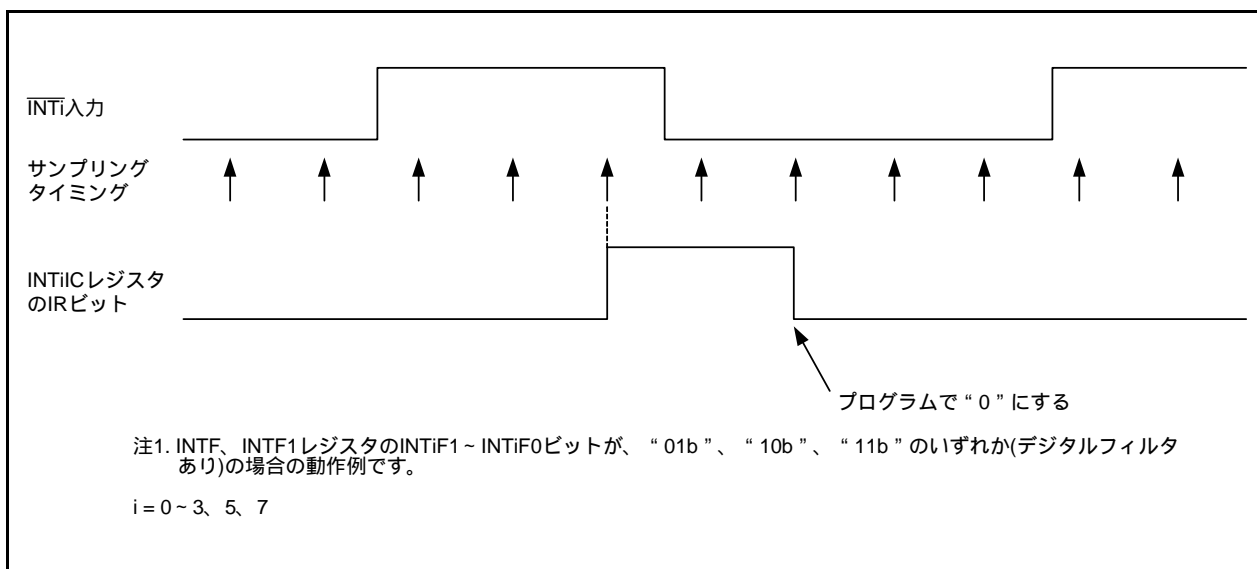 INTi入力
サンプリング
タイミング
INTiICレジスタ
のIRビット
プログラムで“0”にする
注1. INTF、INTF1レジスタのINTiF1~INTiF0ビットが、“01b”、“10b”、“11b”のいずれか(デジタルフィルタ
あり)の場合の動作例です。
i = 0 ~ 3、5、7